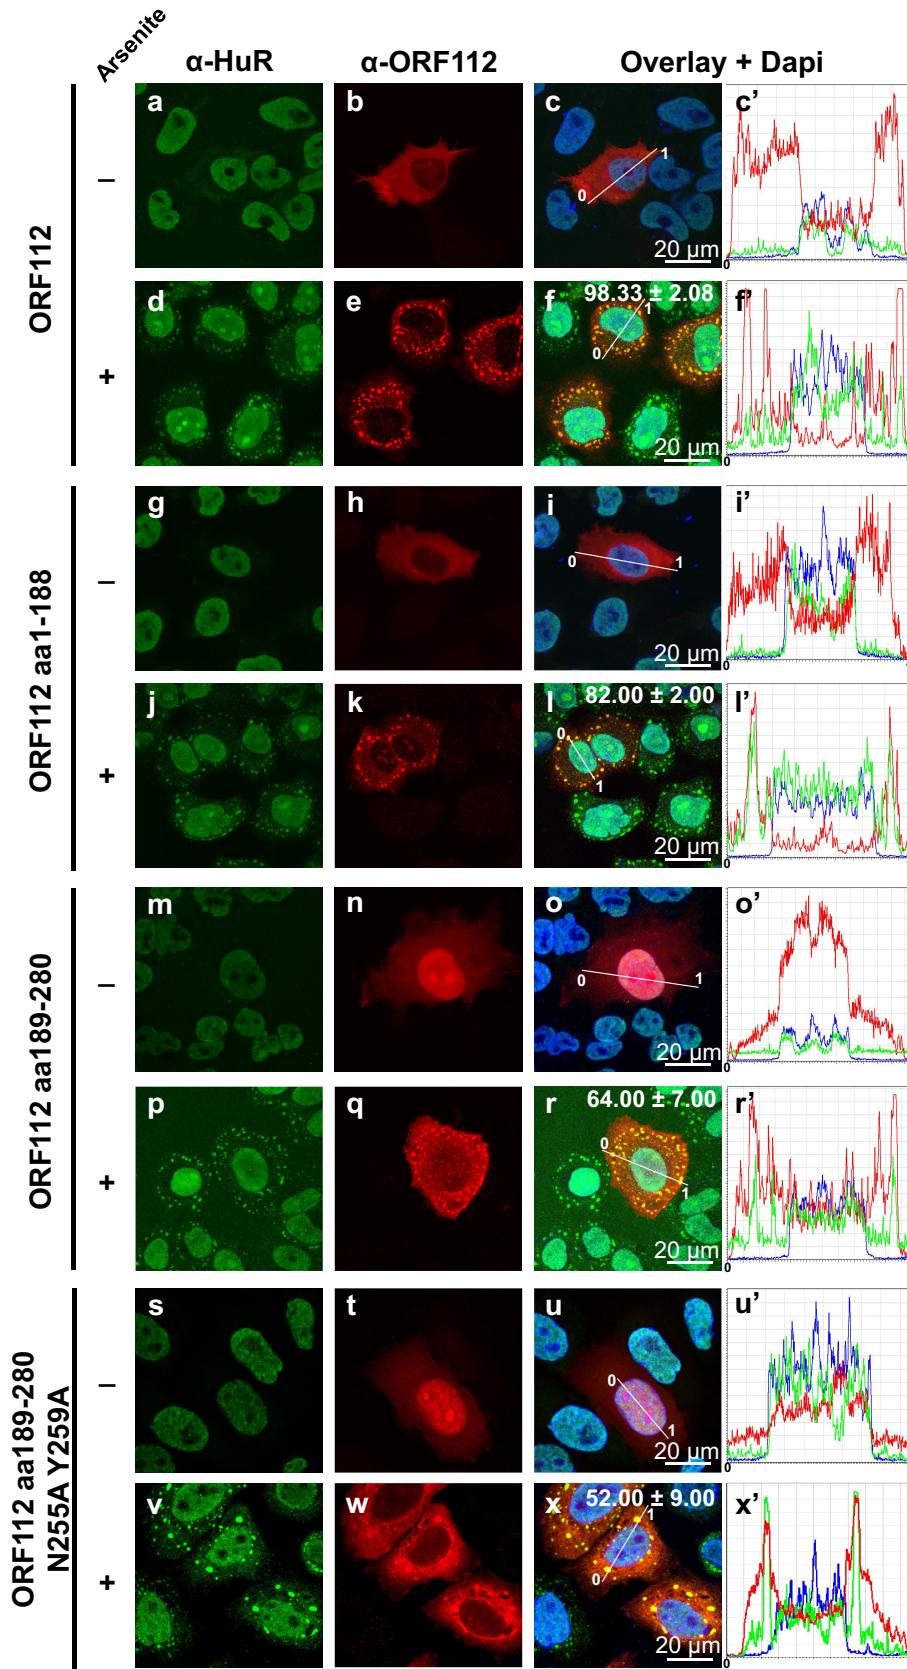 Arsenite
α-HuR α-ORF112 Overlay + Dapi
ORF112
–
a b c c’
0 1
20 µm
0
+
d e f f’
98.33 ± 2.08
0 1
20 µm
0
ORF112 aa1-188
–
g h i i’
0 1
20 µm
0
+
j k l l’
82.00 ± 2.00
0 1
20 µm
0
ORF112 aa189-280
–
m n o o’
0 1
20 µm
0
+
p q r r’
64.00 ± 7.00
0 1
20 µm
0
ORF112 aa189-280
N255A Y259A
–
s t u u’
0 1
20 µm
0
+
v w x x’
52.00 ± 9.00
0 1
20 µm
0